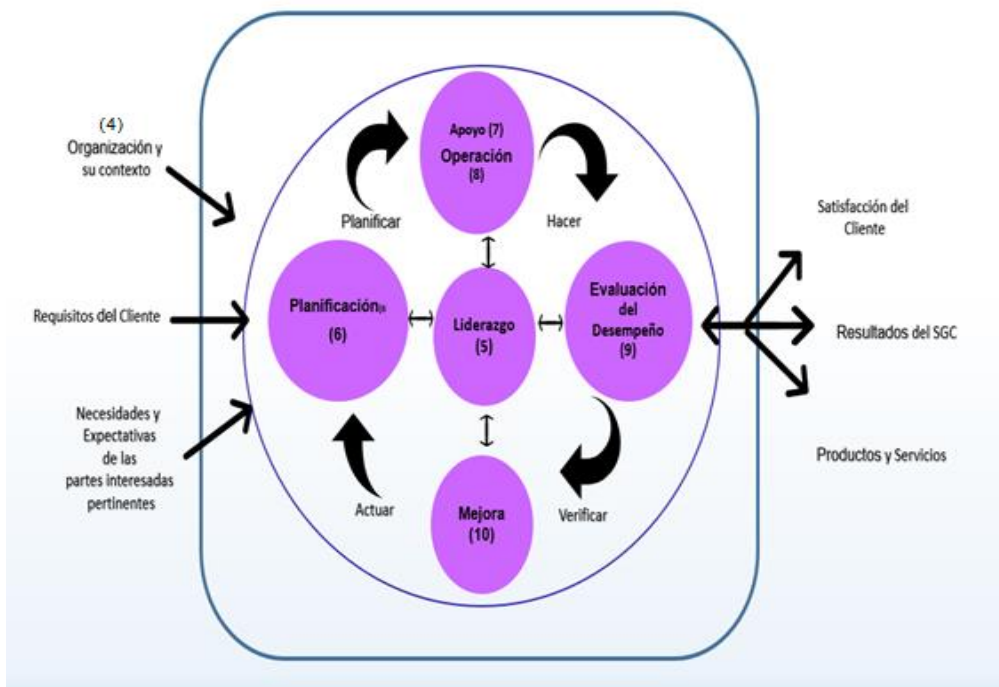 (4)
Organización y
su contexto
Requisitos del Cliente
Necesidades y
Expectativas
de las
partes interesadas
pertinentes
Apoyo (7)
Operación
(8)
Planificar
Hacer
Planificación
(6)
Liderazgo
(5)
Evaluación
del
Desempeño
(9)
Actuar
Mejora
(10)
Verificar
Satisfacción del
Cliente
Resultados del SGC
Productos y Servicios